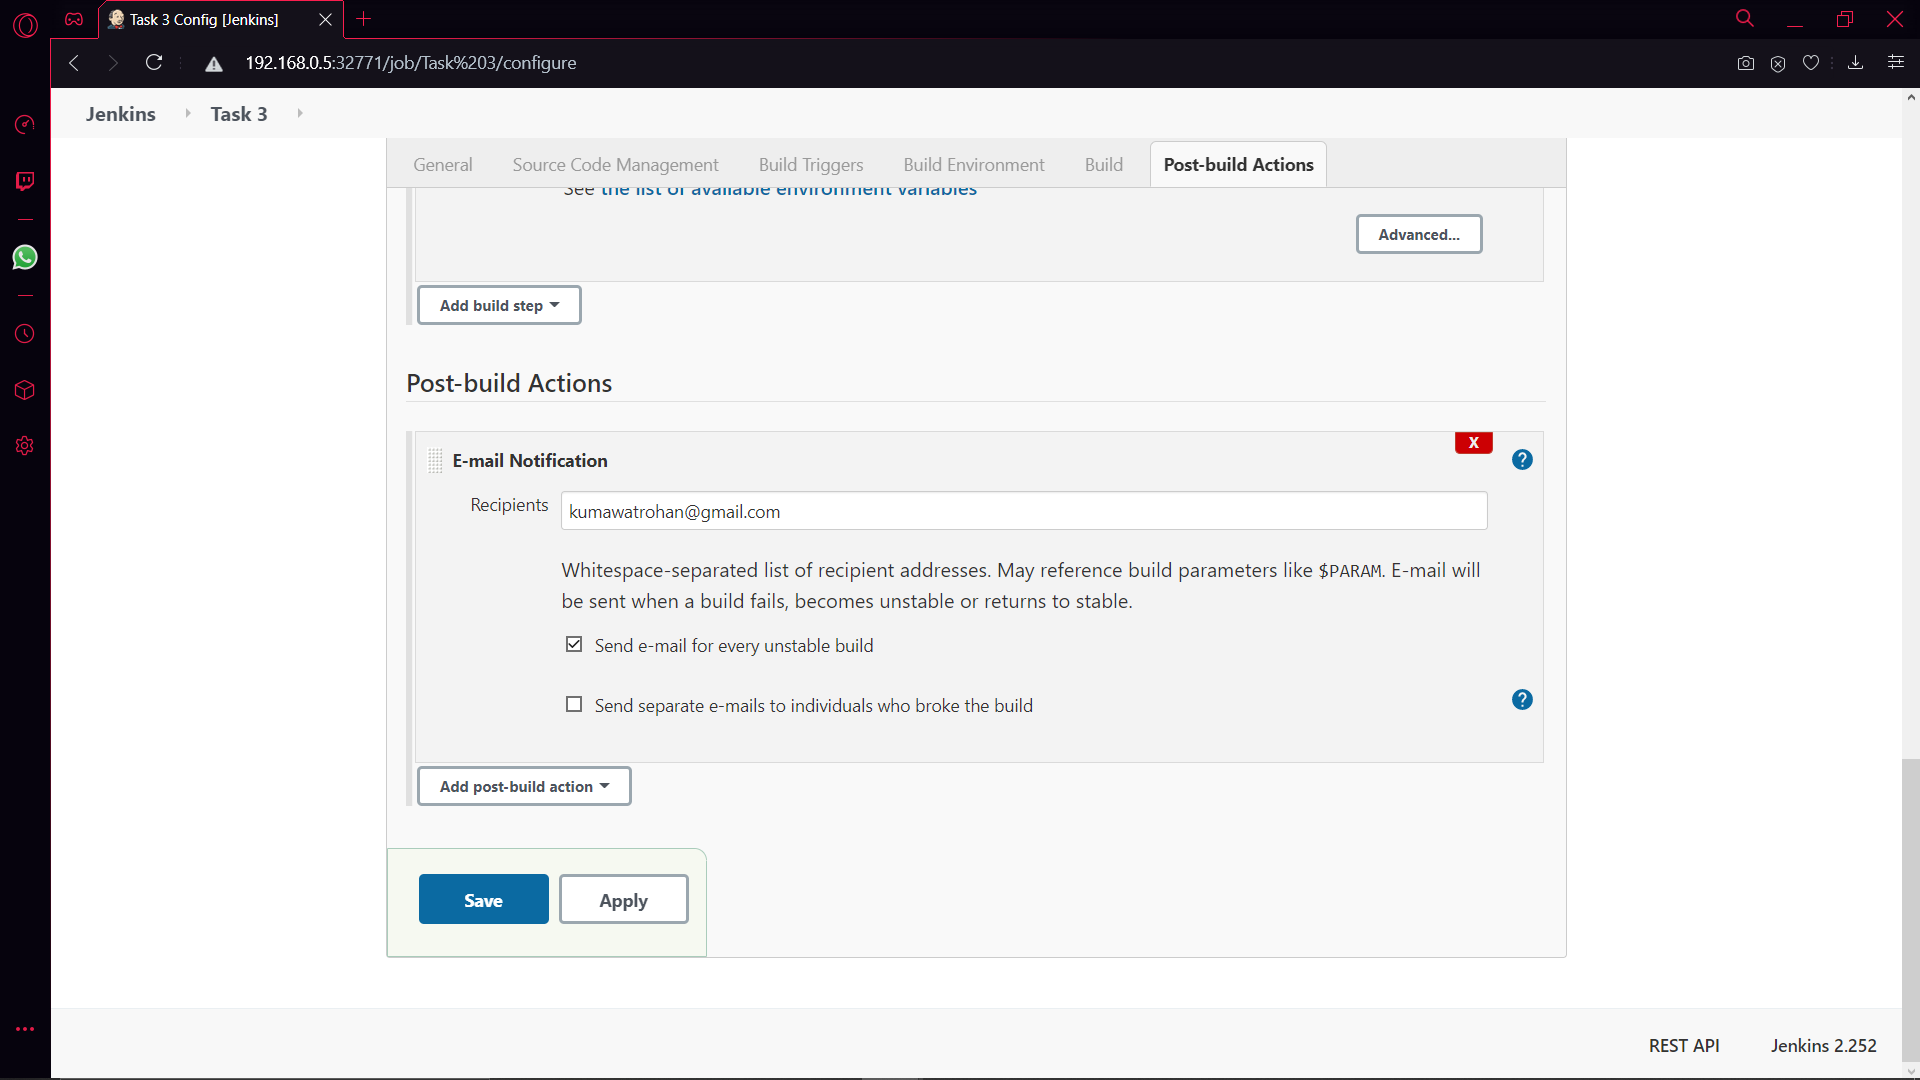 Task 3 Config [Jenkins]
192.168.0.5:32771/job/Task%203/configure
Jenkins Task 3
General Source Code Management Build Triggers Build Environment Build Post-build Actions
See the list of available environment variables
Advanced...
Add build step
Post-build Actions
X
E-mail Notification ?
Recipients kumawatrohan@gmail.com
Whitespace-separated list of recipient addresses. May reference build parameters like $PARAM. E-mail will
be sent when a build fails, becomes unstable or returns to stable.
Send e-mail for every unstable build
Send separate e-mails to individuals who broke the build ?
Add post-build action
Save Apply
REST API Jenkins 2.252